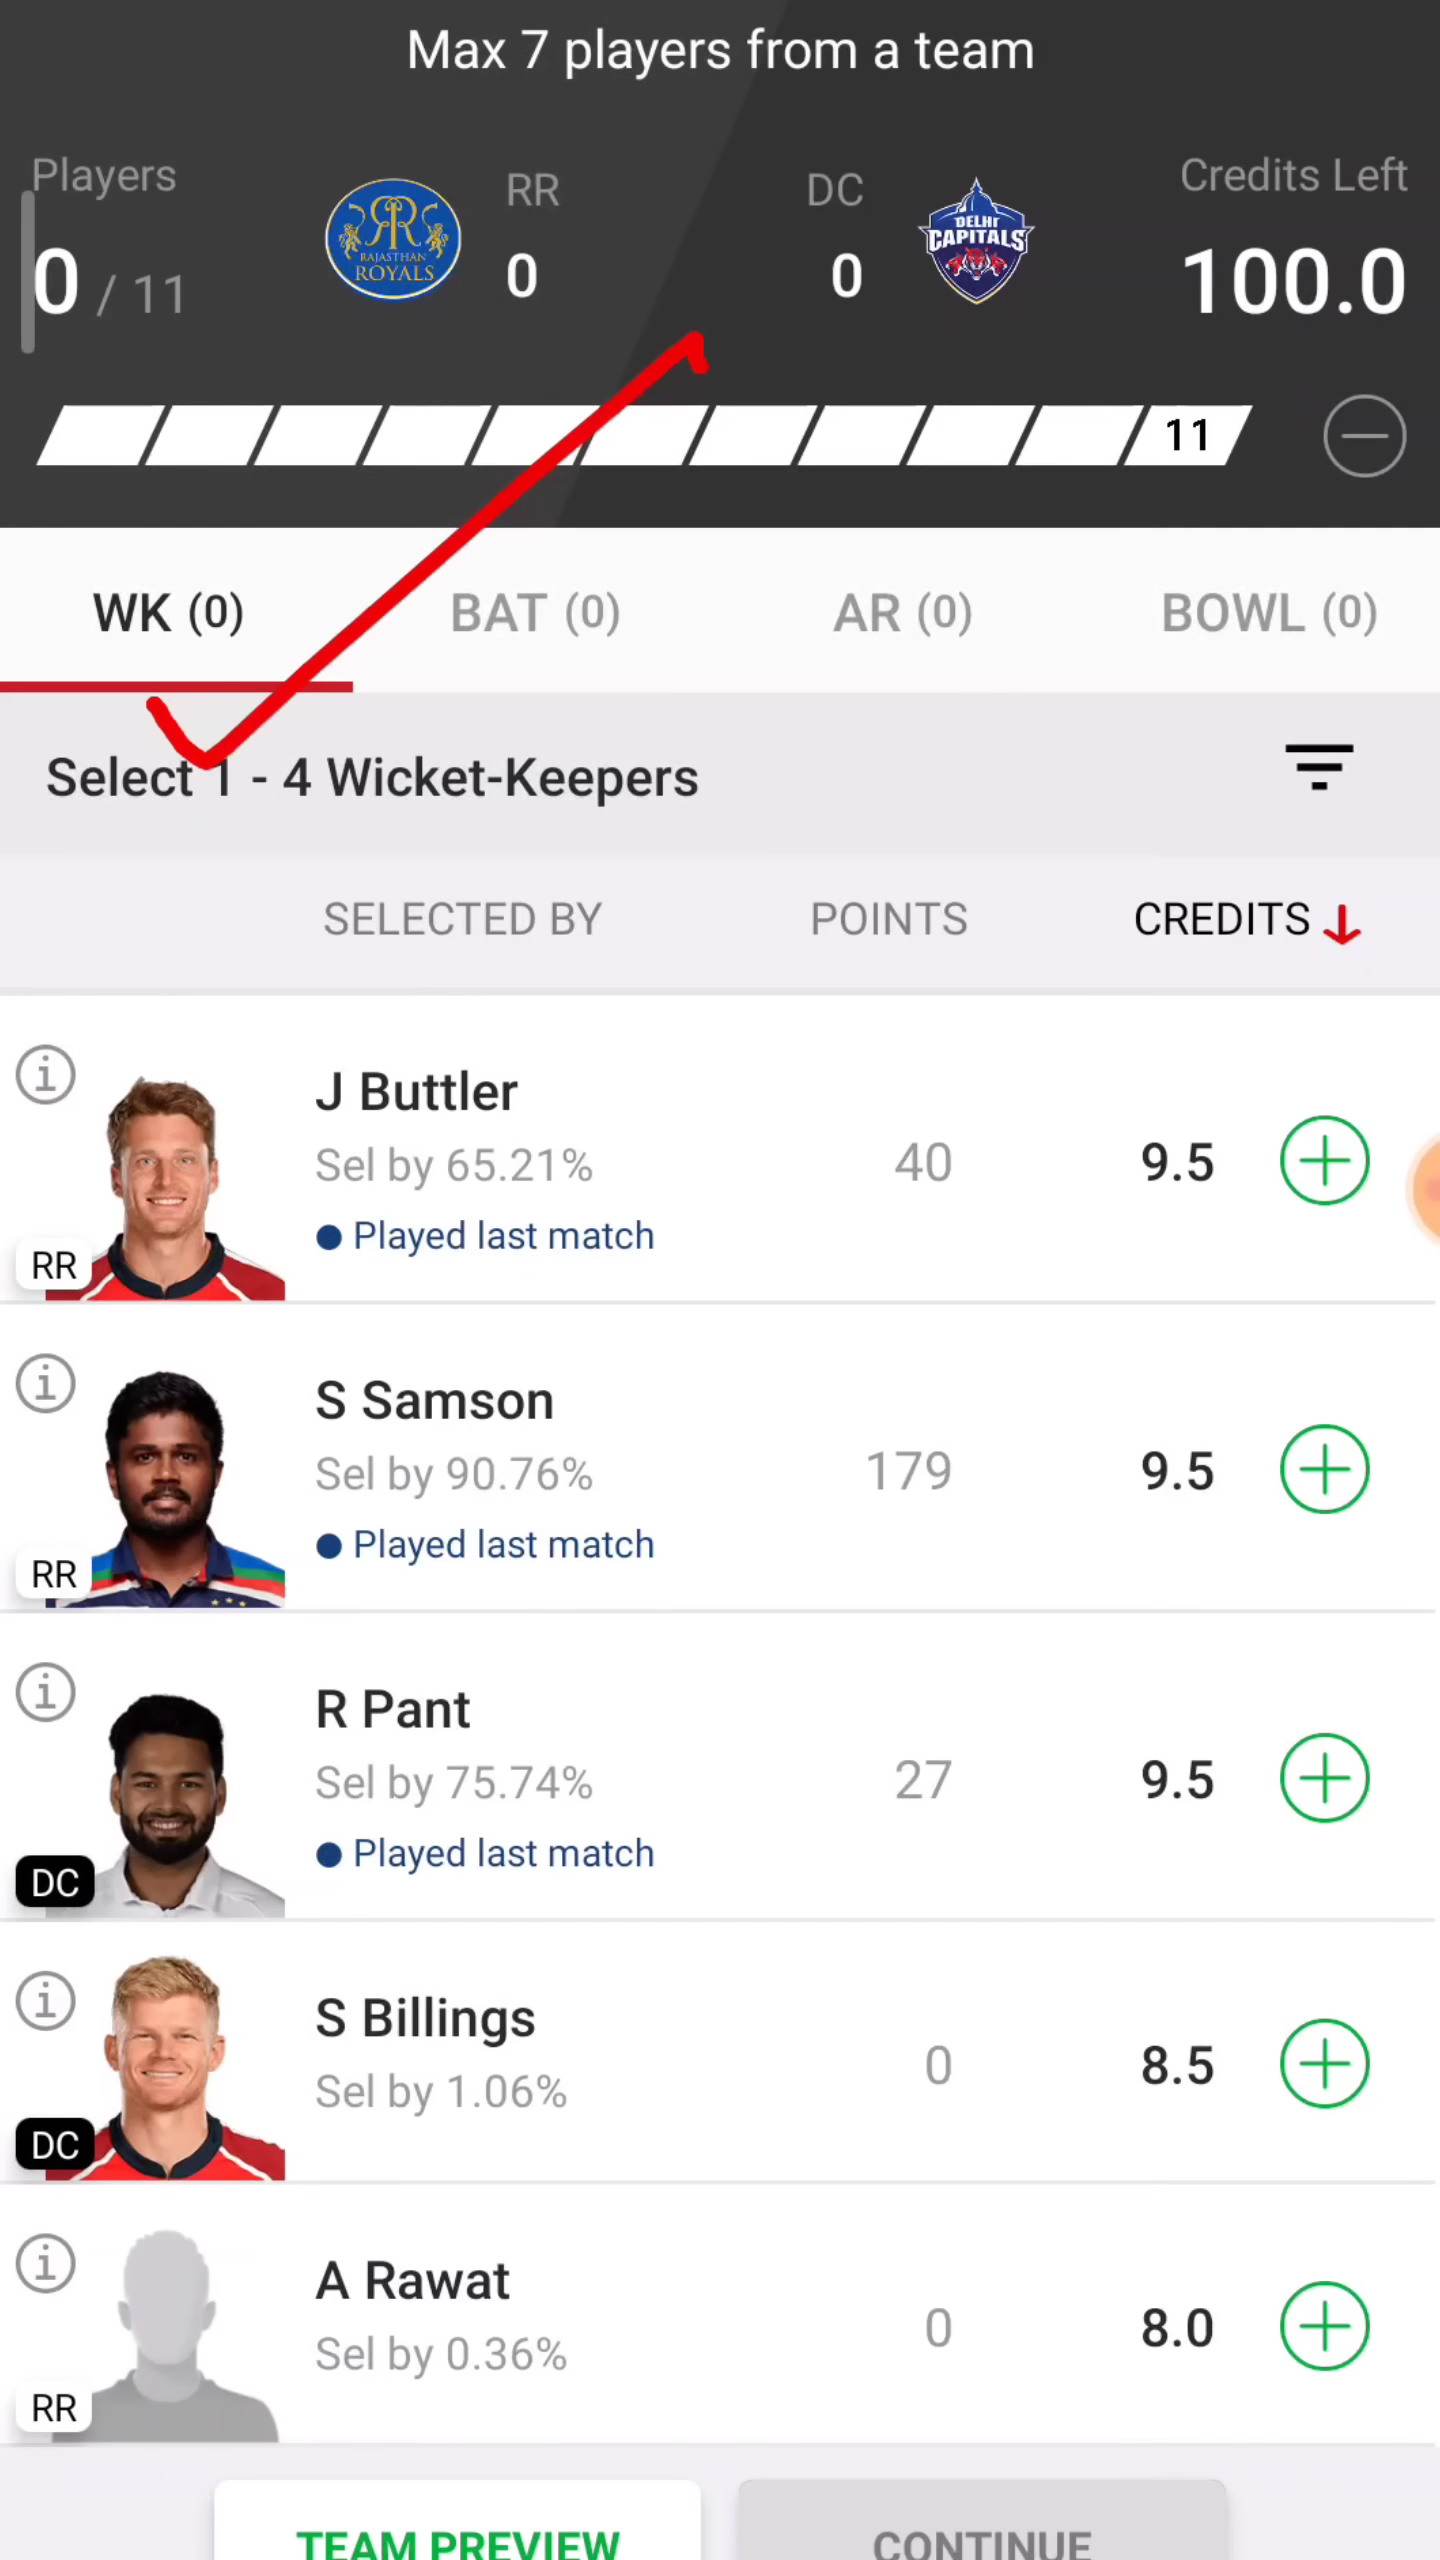 Max 7 players from a team
Players
RR
DC
Credits Left
0 / 11
RAJASTHAN
ROYALS
0
0
DELHI
CAPITALS
100.0
11
WK (0)
BAT (0)
AR (0)
BOWL (0)
Select 1 - 4 Wicket-Keepers
SELECTED BY
POINTS
CREDITS
J Buttler
Sel by 65.21%
40
9.5
Played last match
RR
S Samson
Sel by 90.76%
179
9.5
Played last match
RR
R Pant
Sel by 75.74%
27
9.5
Played last match
DC
S Billings
Sel by 1.06%
0
8.5
DC
A Rawat
Sel by 0.36%
0
8.0
RR
TEAM PREVIEW
CONTINUE